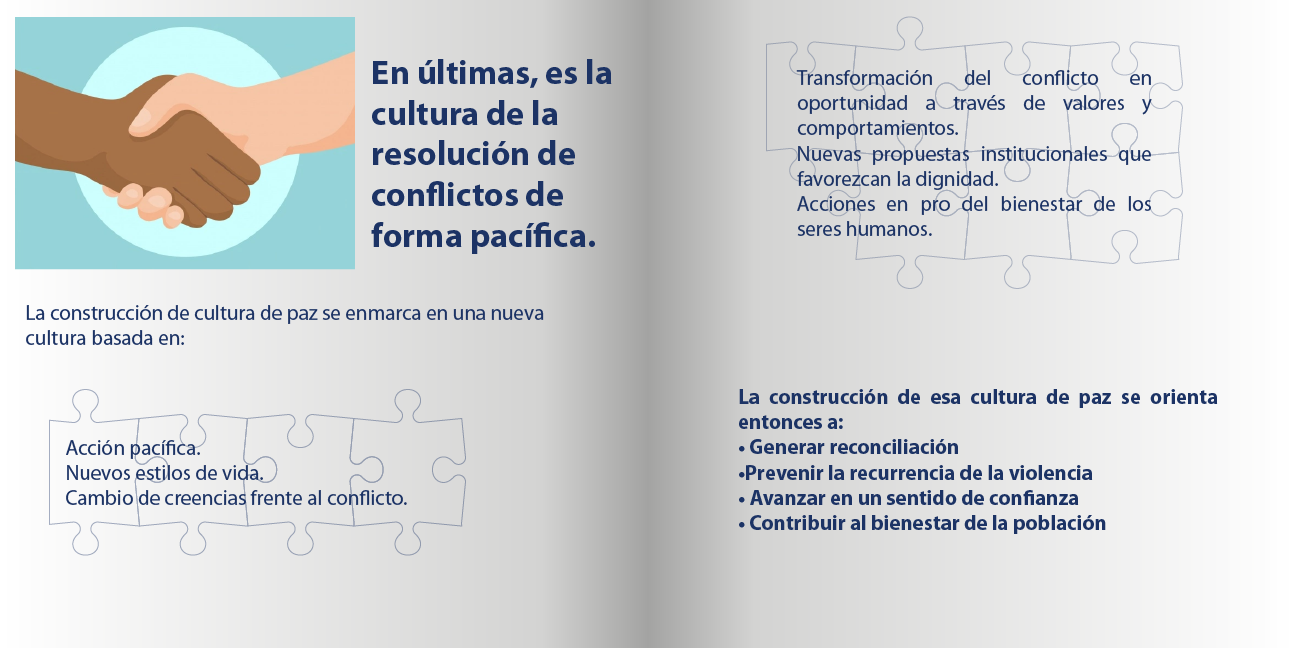 En últimas, es la
cultura de la
resolución de
conflictos de
forma pacífica.
La construcción de cultura de paz se enmarca en una nueva
cultura basada en:
Acción pacífica.
Nuevos estilos de vida.
Cambio de creencias frente al conflicto.
Transformación del conflicto en
oportunidad a través de valores y
comportamientos.
Nuevas propuestas institucionales que
favorezcan la dignidad.
Acciones en pro del bienestar de los
seres humanos.
La construcción de esa cultura de paz se orienta
entonces a:
• Generar reconciliación
•Prevenir la recurrencia de la violencia
• Avanzar en un sentido de confianza
• Contribuir al bienestar de la población